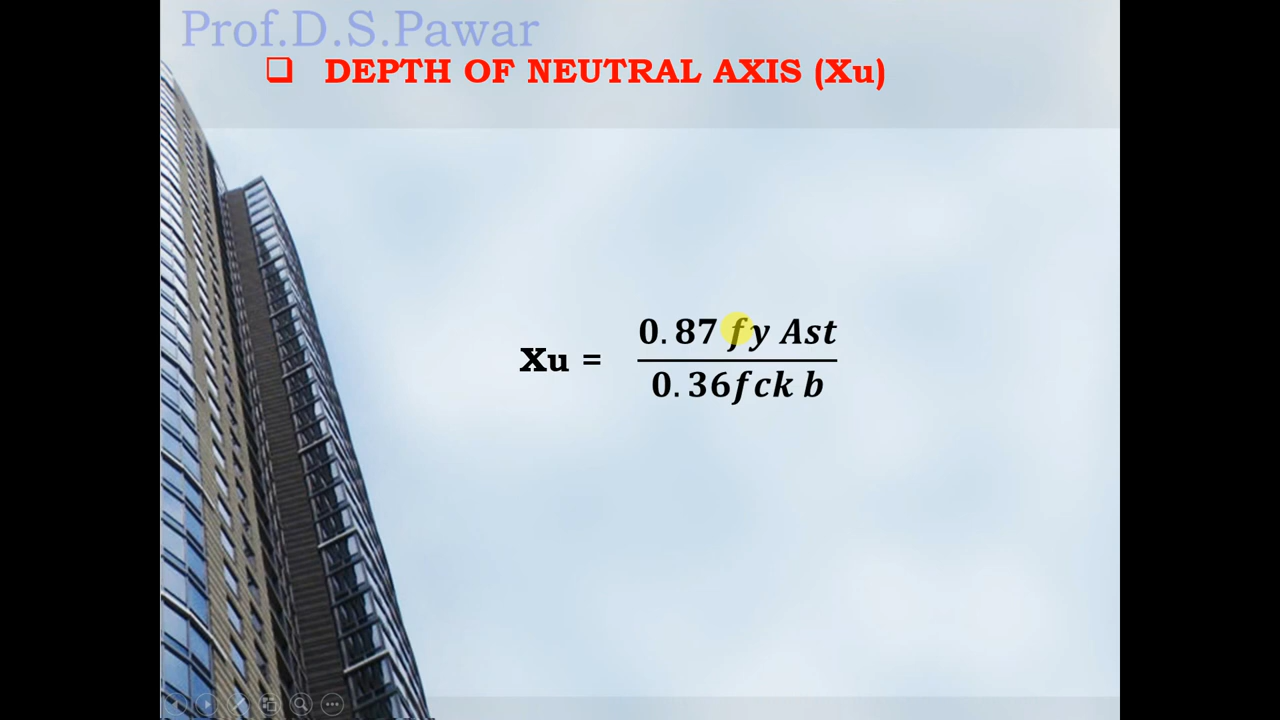 Prof.D.S.Pawar
❑ DEPTH OF NEUTRAL AXIS (Xu)
0.87 fy Ast
Xu =
0.36fck b